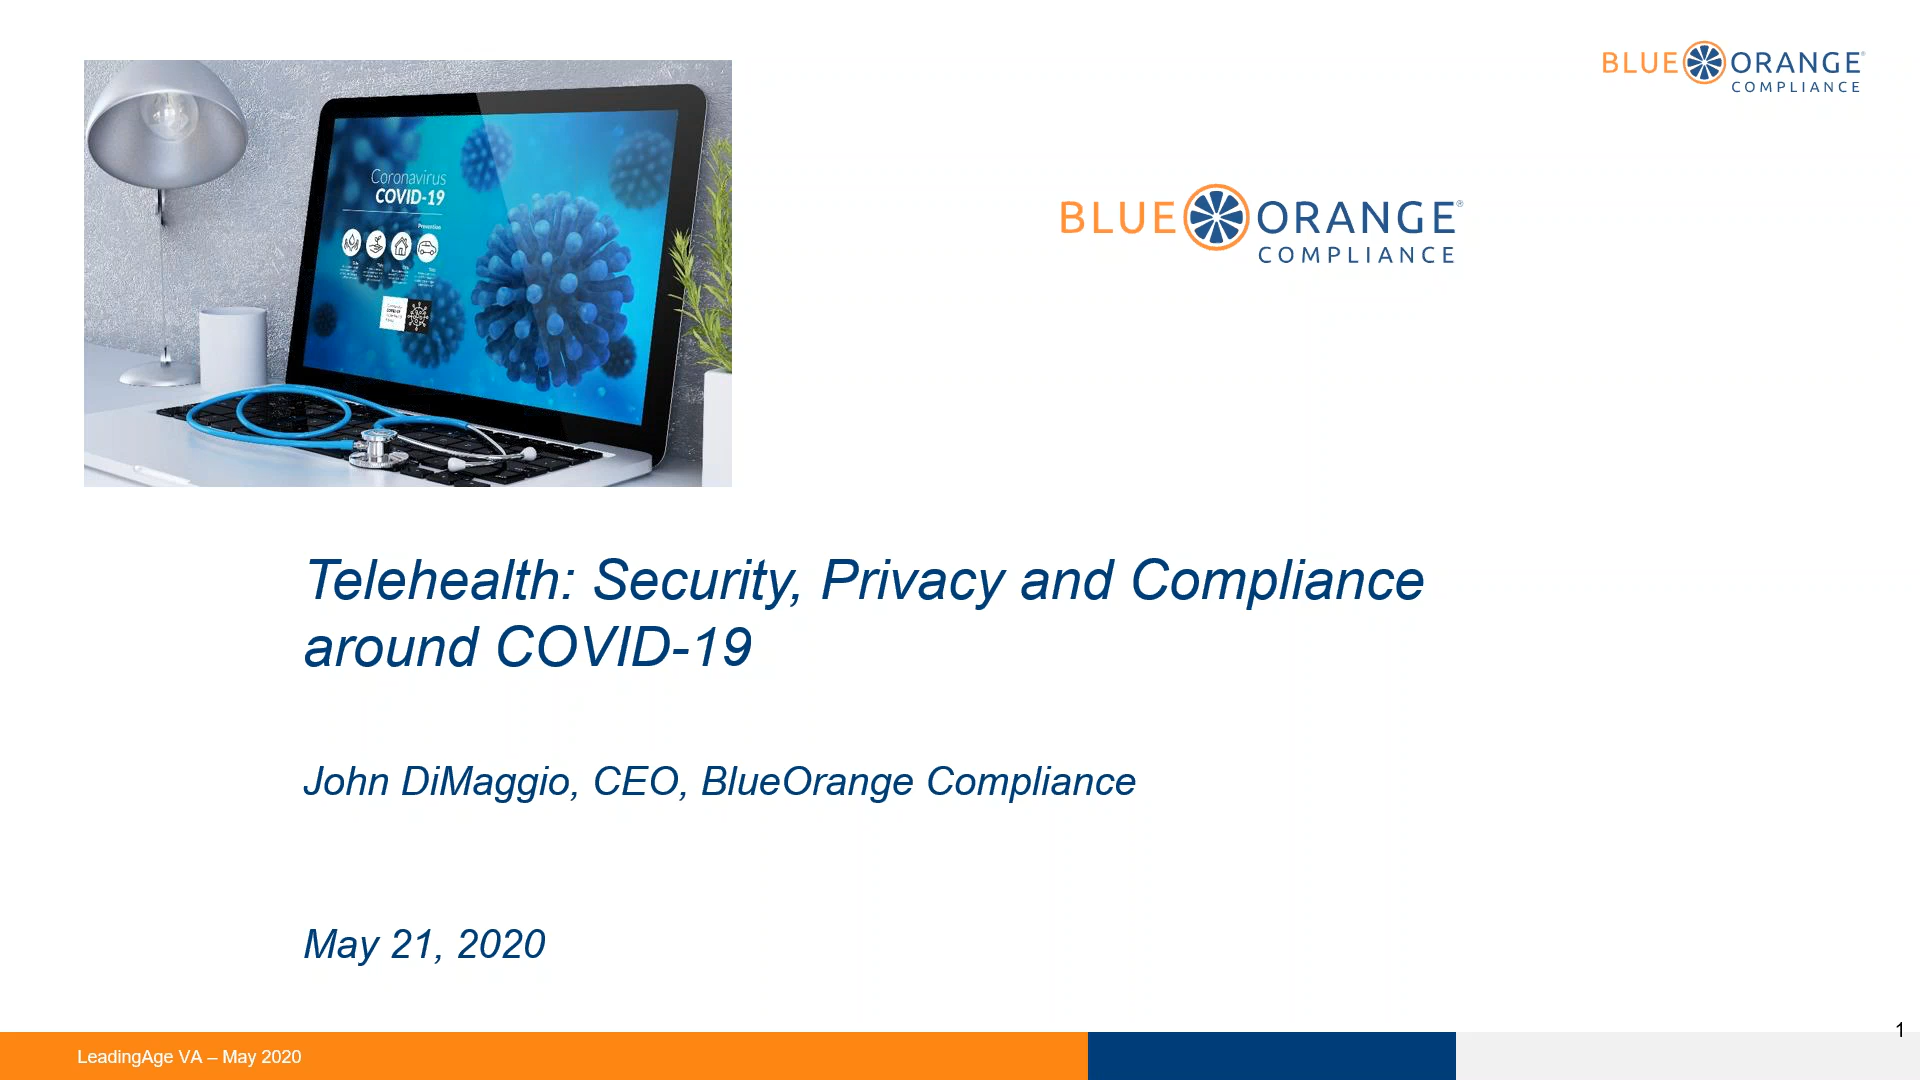 BLUE ORANGE®
COMPLIANCE
Coronavirus
COVID-19
Prevention
BLUE ORANGE®
COMPLIANCE
Telehealth: Security, Privacy and Compliance
around COVID-19
John DiMaggio, CEO, BlueOrange Compliance
May 21, 2020
1
LeadingAge VA – May 2020